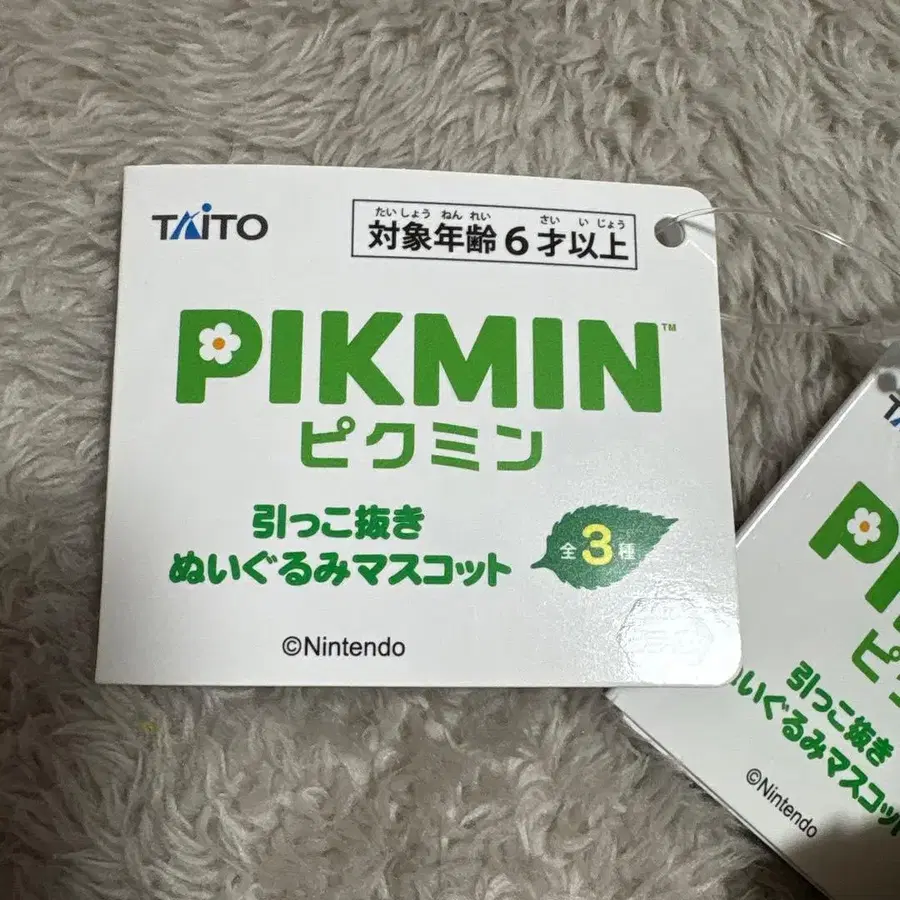 TAITO
たいしょう ねん れい さい い じょう
対象年齢6才以上
PIKMIN™
ピクミン
引っこ抜き
ぬいぐるみマスコット
全3種
©Nintendo
TA
PI
ピ
引っこ抜き
いぐるみマスコット
©Nintendo